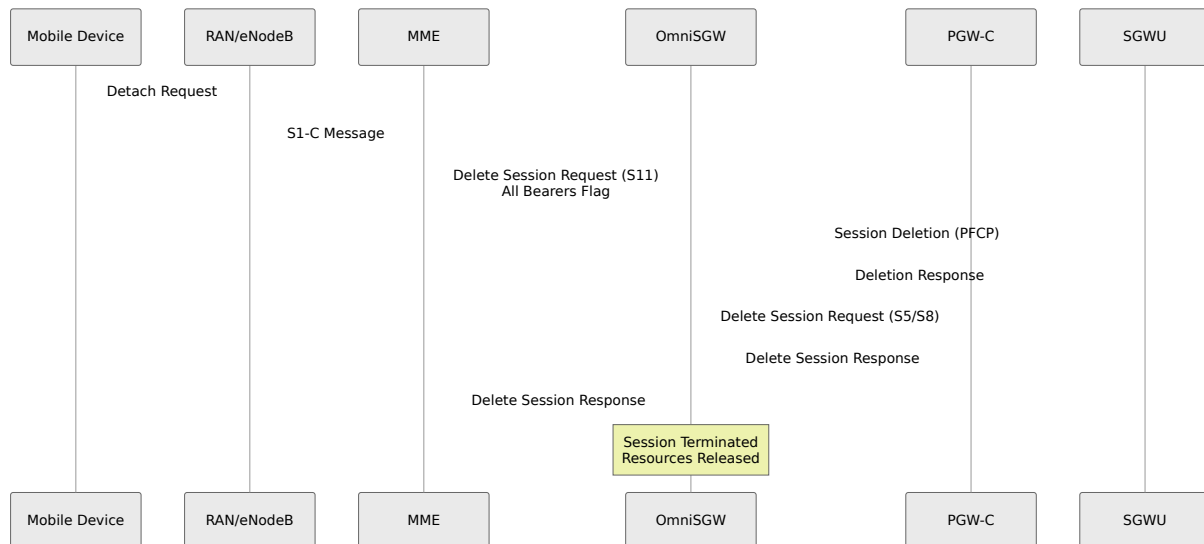 Mobile Device
RAN/eNodeB
MME
OmniSGW
PGW-C
SGWU
Detach Request
S1-C Message
Delete Session Request (S11)
All Bearers Flag
Session Deletion (PFCP)
Deletion Response
Delete Session Request (S5/S8)
Delete Session Response
Delete Session Response
Session Terminated
Resources Released
Mobile Device
RAN/eNodeB
MME
OmniSGW
PGW-C
SGWU